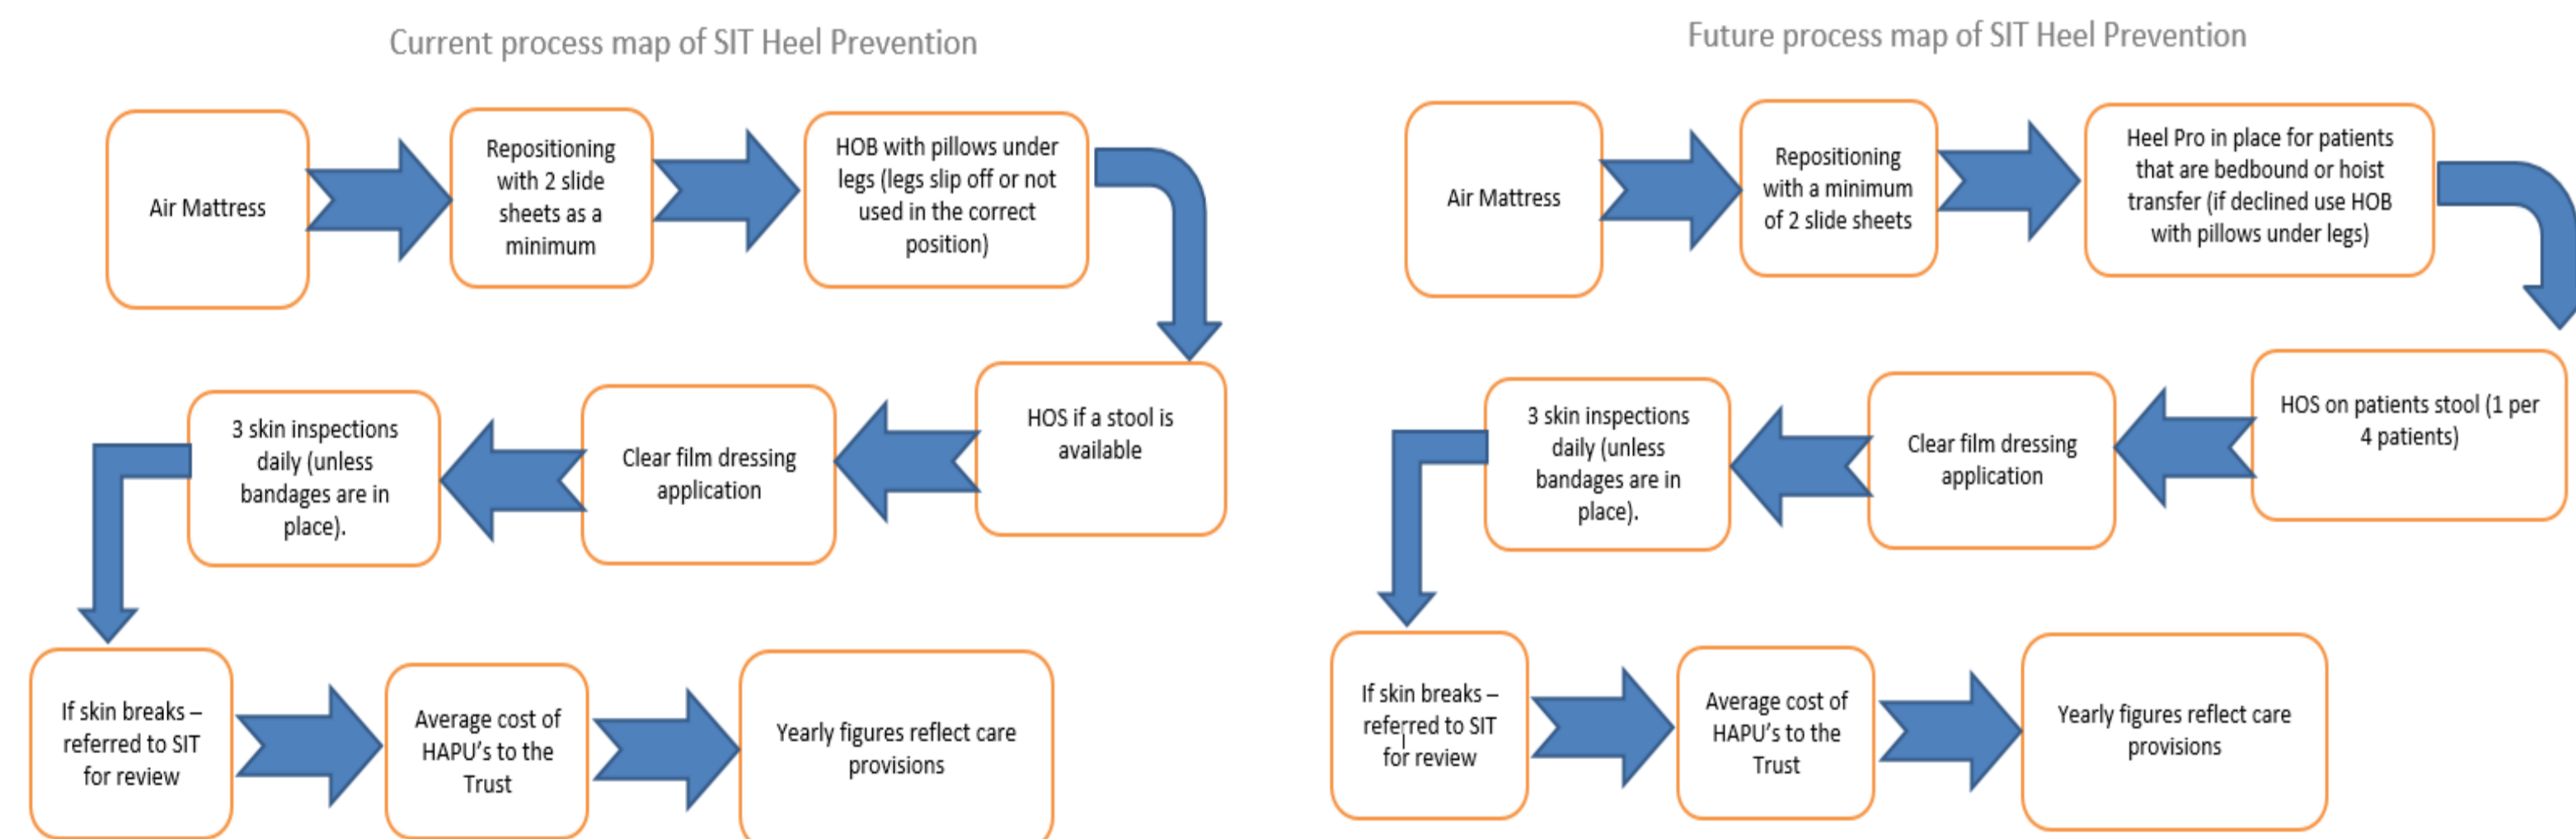 Current process map of SIT Heel Prevention
Air Mattress
Repositioning
with 2 slide
sheets as a
minimum
HOB with pillows under
legs (legs slip off or not
used in the correct
position)
HOS if a stool is
available
Clear film dressing
application
3 skin inspections
daily (unless
bandages are in
place).
If skin breaks –
referred to SIT
for review
Average cost of
HAPU's to the
Trust
Yearly figures reflect care
provisions
Future process map of SIT Heel Prevention
Air Mattress
Repositioning
with a minimum
of 2 slide sheets
Heel Pro in place for patients
that are bedbound or hoist
transfer (if declined use HOB
with pillows under legs)
HOS on patients stool (1 per
4 patients)
Clear film dressing
application
3 skin inspections
daily (unless
bandages are in
place).
If skin breaks –
referred to SIT
for review
Average cost of
HAPU's to the
Trust
Yearly figures reflect care
provisions